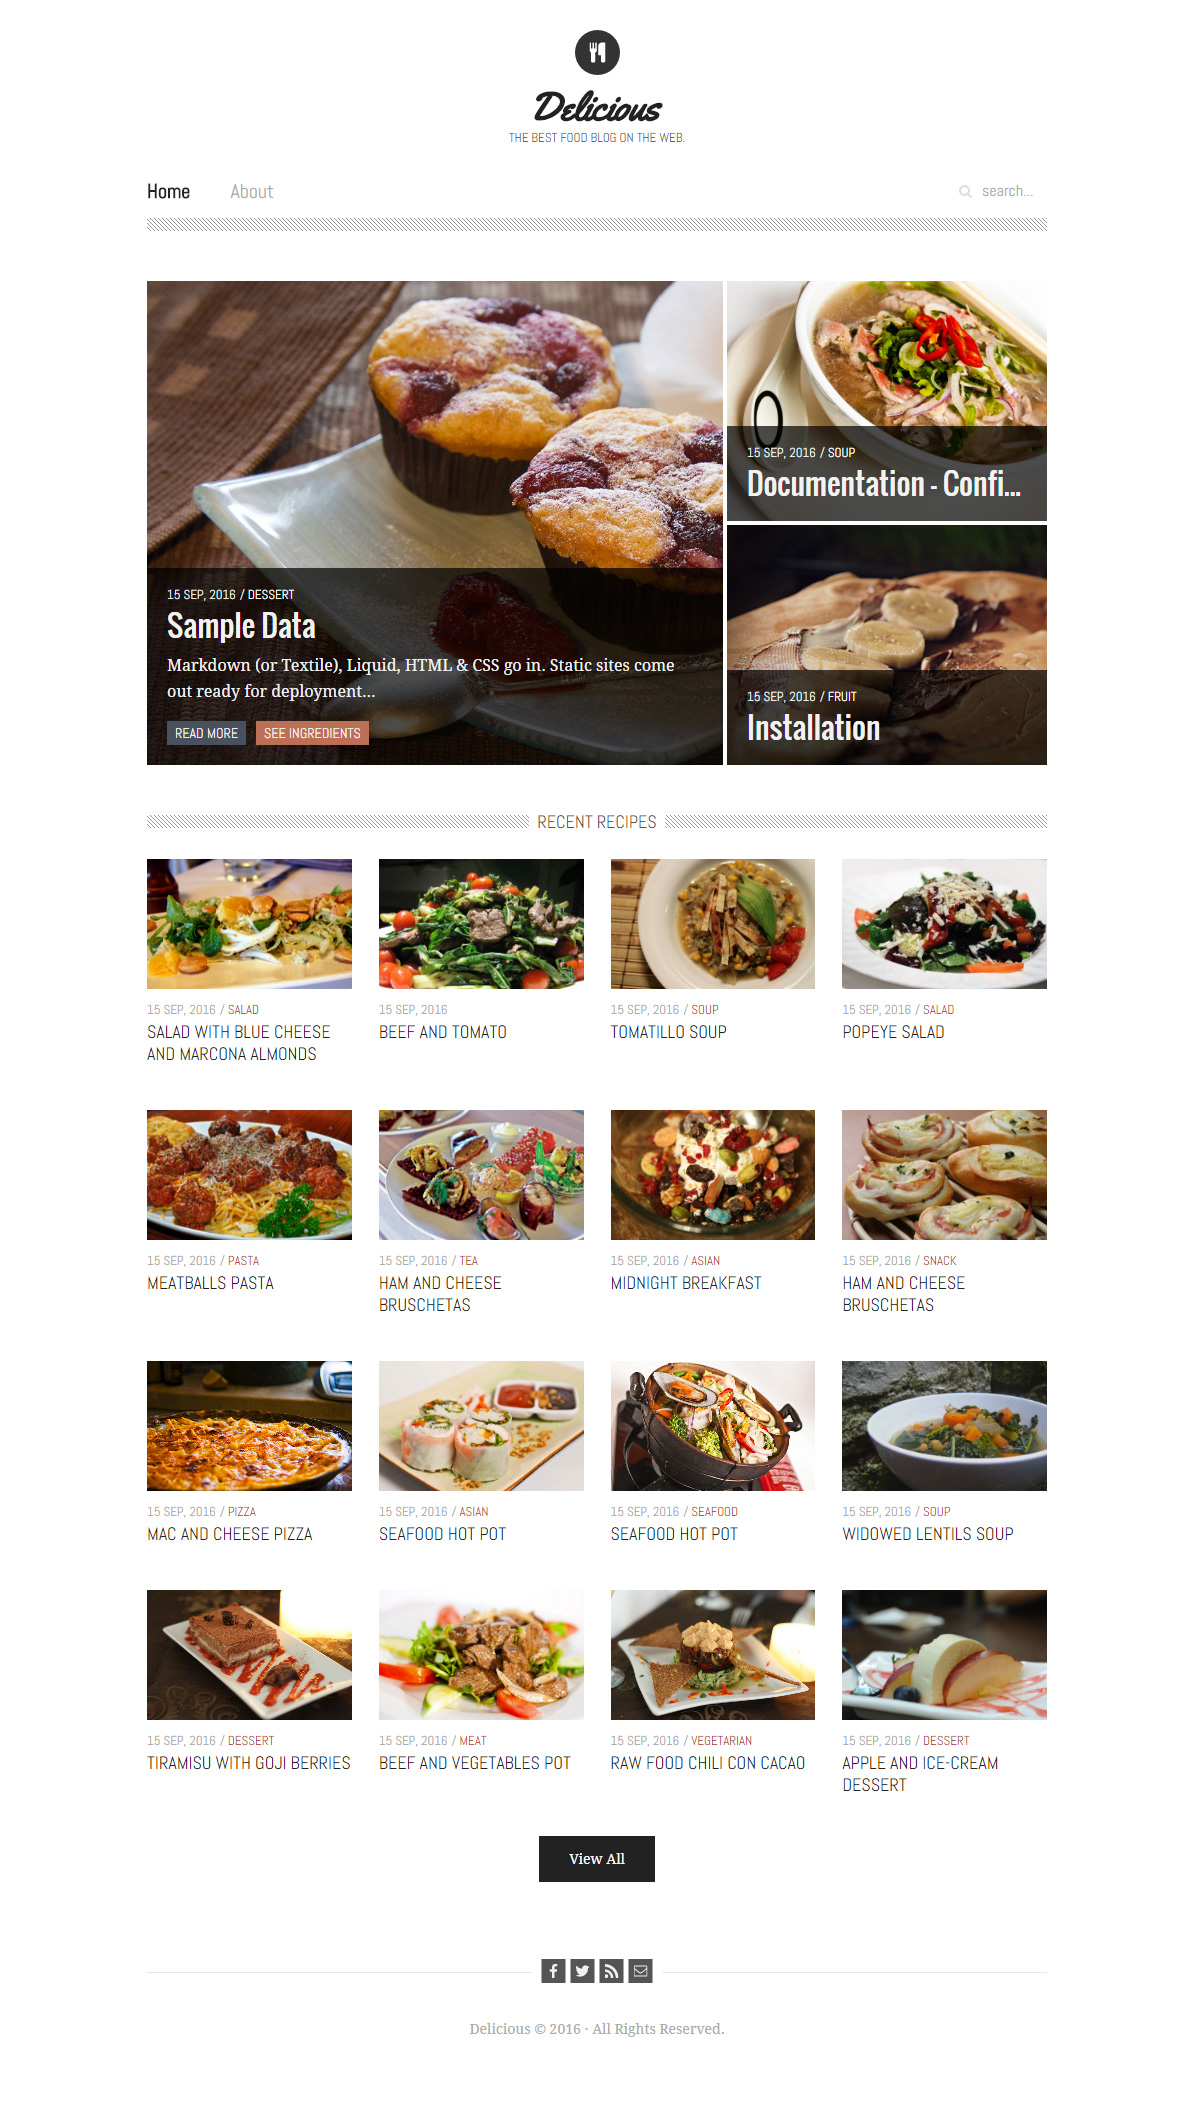 Delicious
THE BEST FOOD BLOG ON THE WEB.
Home
About
search...
15 SEP, 2016 / DESSERT
Sample Data
Markdown (or Textile), Liquid, HTML & CSS go in. Static sites come
out ready for deployment...
READ MORE
SEE INGREDIENTS
15 SEP, 2016 / SOUP
Documentation - Confi...
15 SEP, 2016 / FRUIT
Installation
RECENT RECIPES
15 SEP, 2016 / SALAD
SALAD WITH BLUE CHEESE
AND MARCONA ALMONDS
15 SEP, 2016
BEEF AND TOMATO
15 SEP, 2016 / SOUP
TOMATILLO SOUP
15 SEP, 2016 / SALAD
POPEYE SALAD
15 SEP, 2016 / PASTA
MEATBALLS PASTA
15 SEP, 2016 / TEA
HAM AND CHEESE
BRUSCHETAS
15 SEP, 2016 / ASIAN
MIDNIGHT BREAKFAST
15 SEP, 2016 / SNACK
HAM AND CHEESE
BRUSCHETAS
15 SEP, 2016 / PIZZA
MAC AND CHEESE PIZZA
15 SEP, 2016 / ASIAN
SEAFOOD HOT POT
15 SEP, 2016 / SEAFOOD
SEAFOOD HOT POT
15 SEP, 2016 / SOUP
WIDOWED LENTILS SOUP
15 SEP, 2016 / DESSERT
TIRAMISU WITH GOJI BERRIES
15 SEP, 2016 / MEAT
BEEF AND VEGETABLES POT
15 SEP, 2016 / VEGETARIAN
RAW FOOD CHILI CON CACAO
15 SEP, 2016 / DESSERT
APPLE AND ICE-CREAM
DESSERT
View All
Delicious © 2016 · All Rights Reserved.